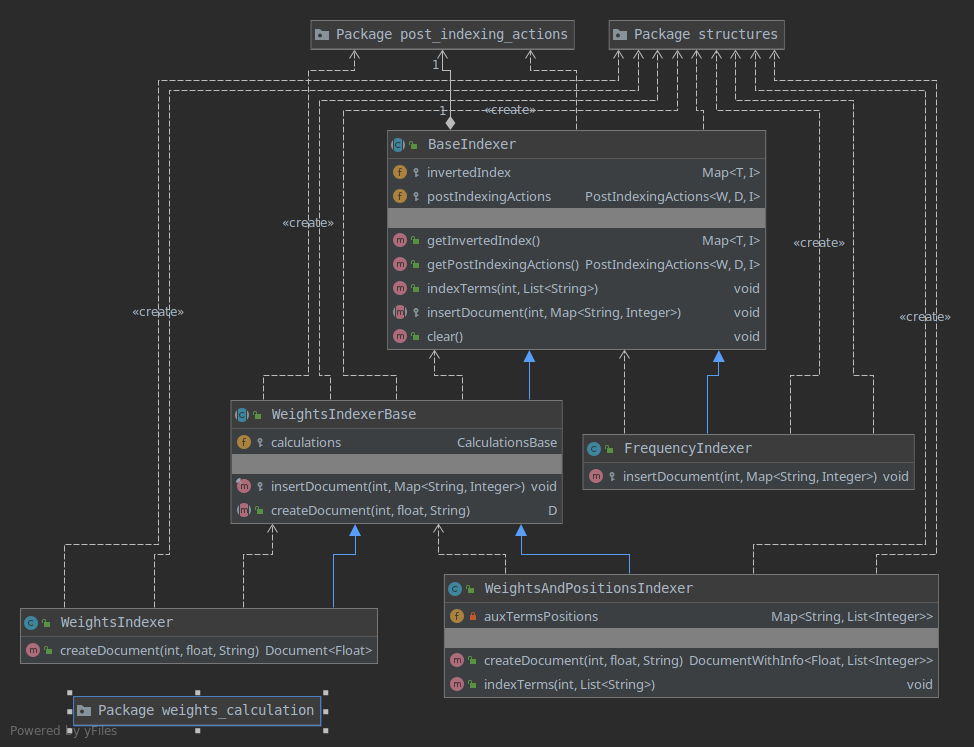 Package post_indexing_actions
Package structures
1
1
«create»
BaseIndexer
invertedIndex Map<T, I>
postIndexingActions PostIndexingActions<W, D, I>
getInvertedIndex() Map<T, I>
getPostIndexingActions() PostIndexingActions<W, D, I>
indexTerms(int, List<String>) void
insertDocument(int, Map<String, Integer>) void
clear() void
«create»
«create»
«create»
«create»
WeightsIndexerBase
calculations CalculationsBase
insertDocument(int, Map<String, Integer>) void
createDocument(int, float, String) D
FrequencyIndexer
insertDocument(int, Map<String, Integer>) void
WeightsIndexer
createDocument(int, float, String) Document<Float>
WeightsAndPositionsIndexer
auxTermsPositions Map<String, List<Integer>>
createDocument(int, float, String) DocumentWithInfo<Float, List<Integer>>
indexTerms(int, List<String>) void
Package weights_calculation
Powered by yFiles